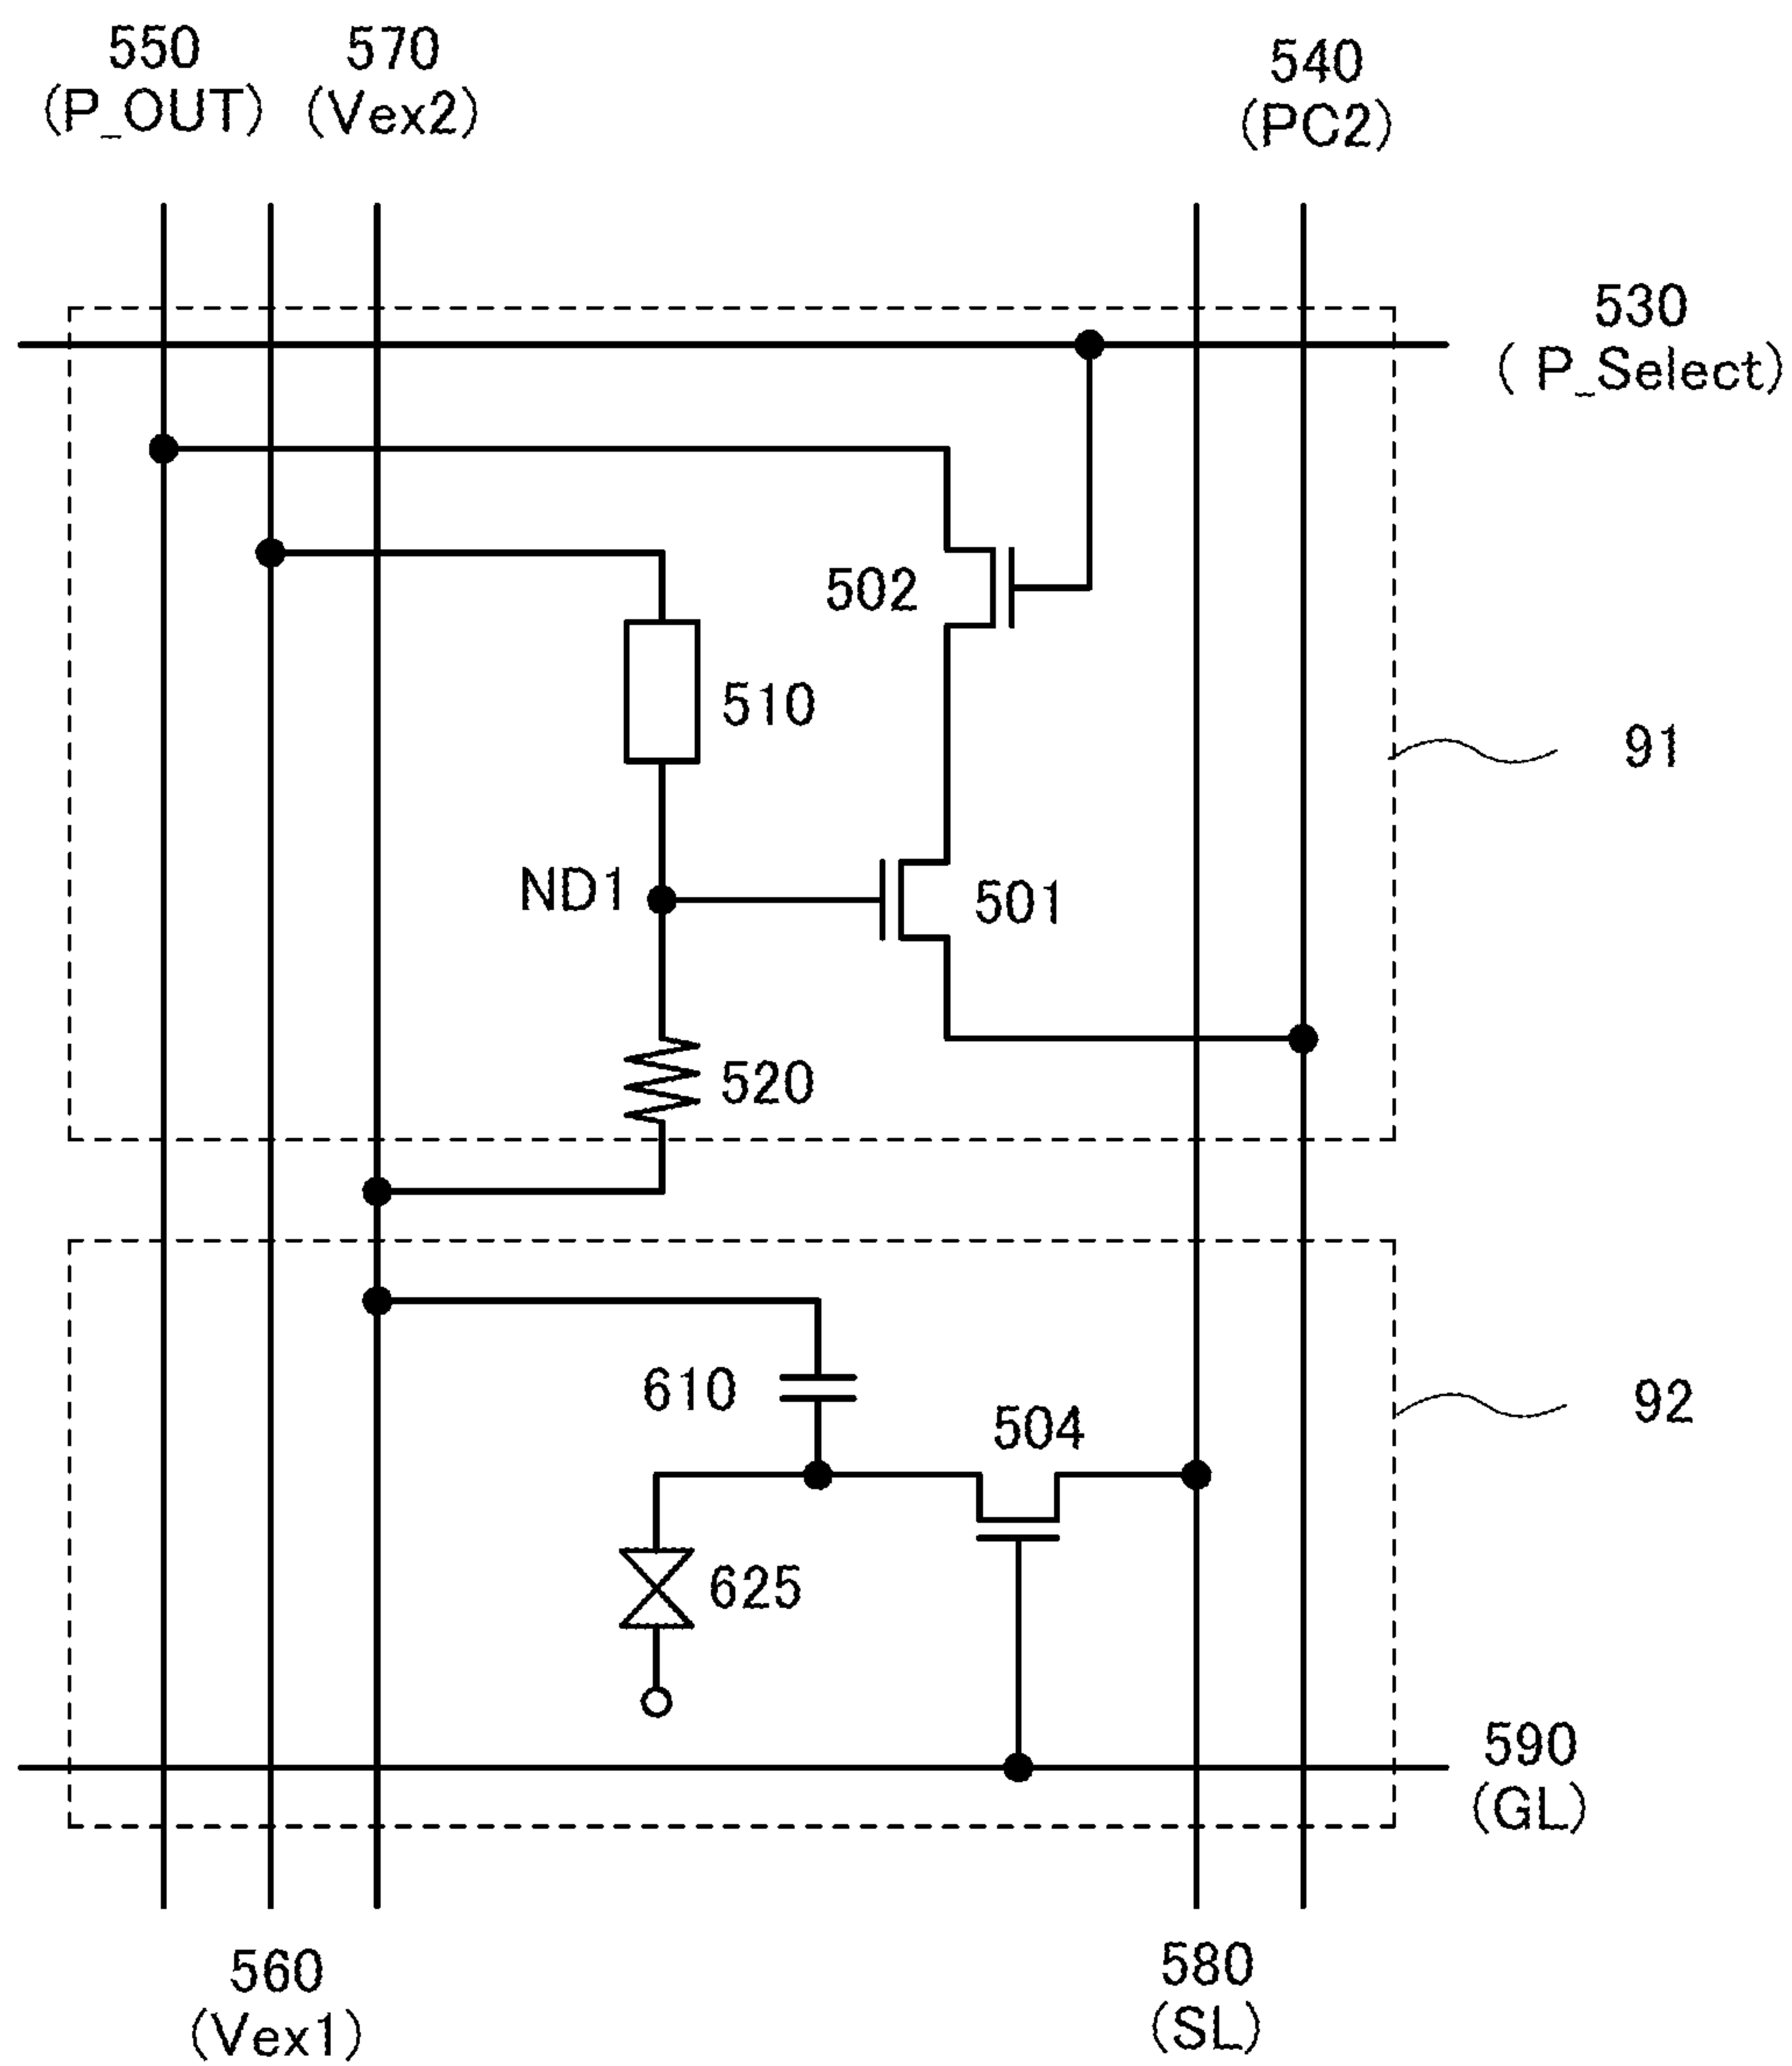 550
(P_OUT)
570
(Vex2)
540
(PC2)
530
( P_Select)
502
510
91
ND1
501
520
610
504
92
625
590
(GL)
560
(Vex1)
580
(SL)